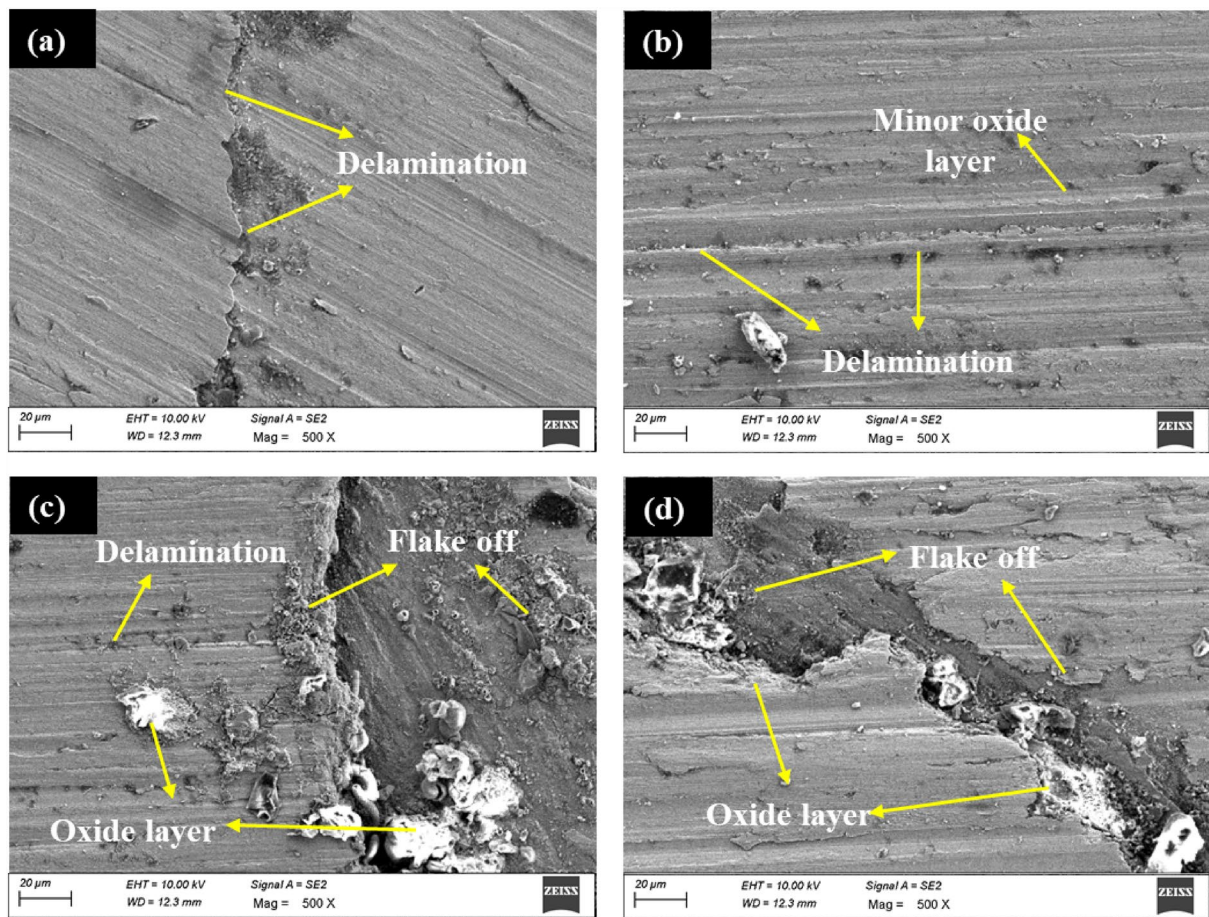 (a)
Delamination
20 µm
EHT = 10.00 kV
Signal A = SE2
WD = 12.3 mm
Mag = 500 X
ZEISS
(b)
Minor oxide
layer
Delamination
20 µm
EHT = 10.00 kV
Signal A = SE2
WD = 12.3 mm
Mag = 500 X
ZEISS
(c)
Delamination
Flake off
Oxide layer
20 µm
EHT = 10.00 kV
Signal A = SE2
WD = 12.3 mm
Mag = 500 X
ZEISS
(d)
Flake off
Oxide layer
20 µm
EHT = 10.00 kV
Signal A = SE2
WD = 12.3 mm
Mag = 500 X
ZEISS